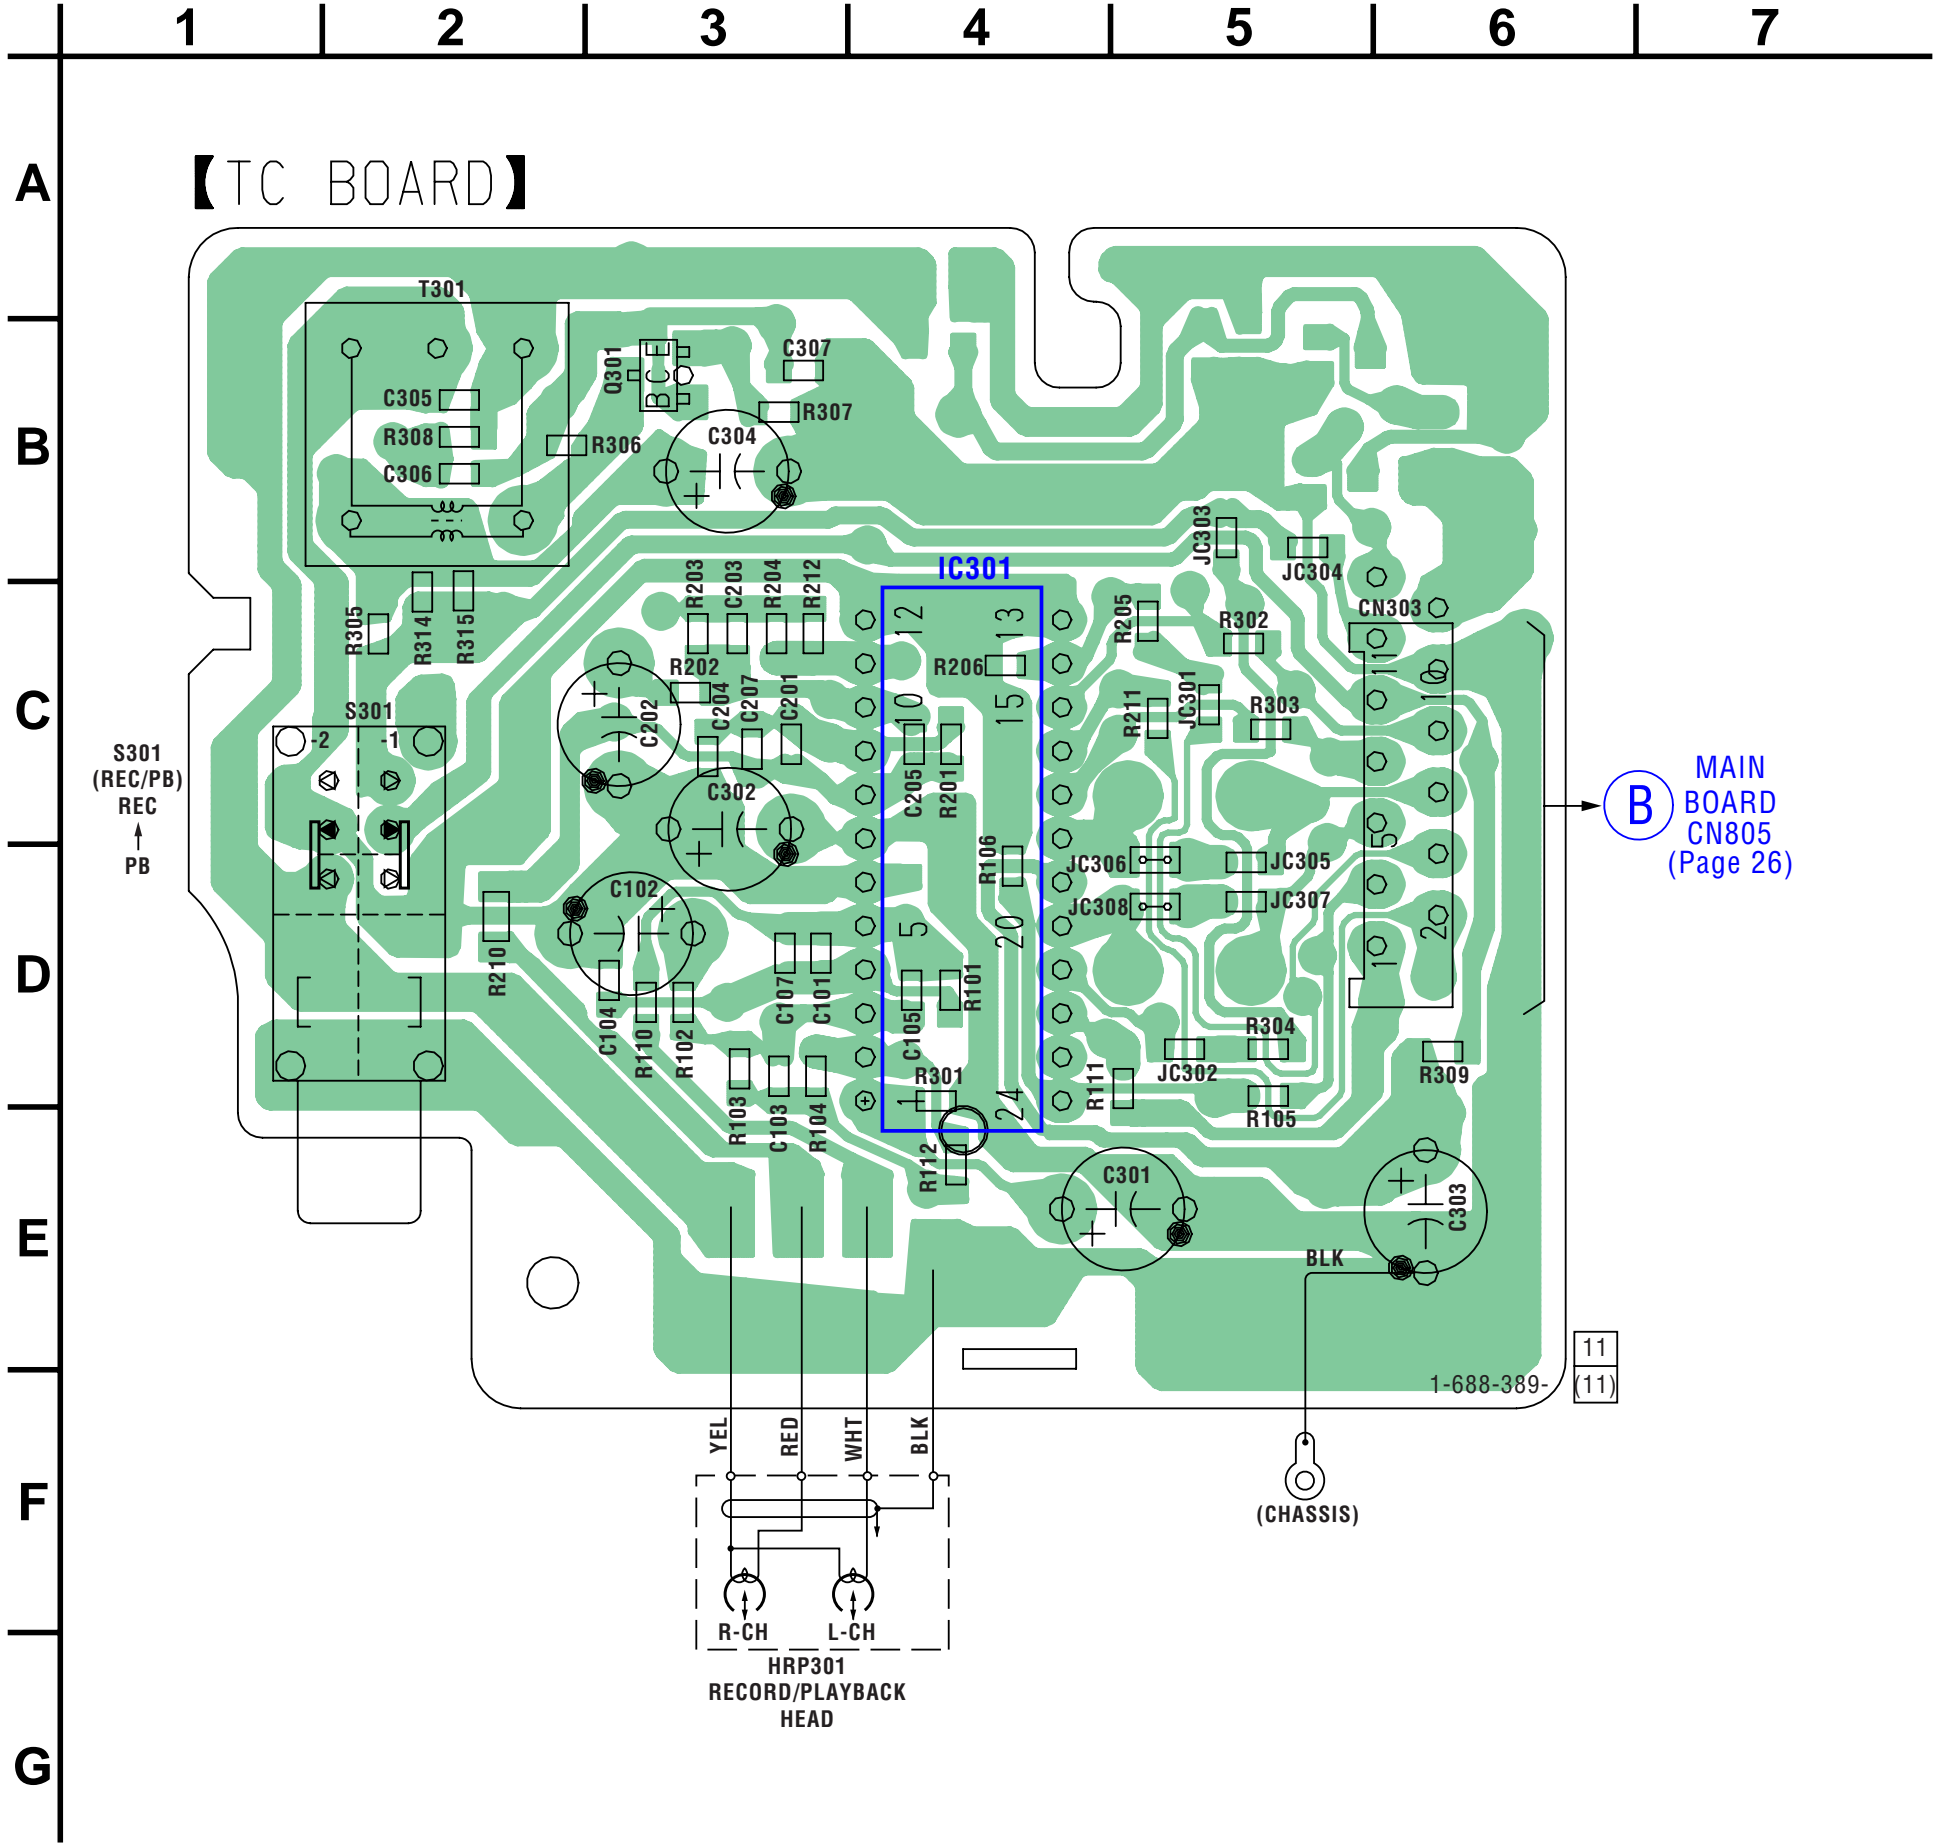 1 2 3 4 5 6 7
A
【TC BOARD】
T301
B
Q301
B C E
C307
C305
R307
R308
R306
C304
C306
JC303
JC304
IC301
C
R203 C203 R204 R212
12 13
R205
R302
CN303
R305 R314 R315
R202
R206
11 10
C202
C204 C207 C201
10 15
R211
JC301
R303
S301
-2 -1
S301
(REC/PB)
REC
PB
C302
C205 R201
B
MAIN
BOARD
CN805
(Page 26)
5
D
R106
JC306
JC305
C102
JC308
JC307
R210
5 20
1 2
C104 R110 R102
C107 C101
C105 R101
R304
JC302
R309
R301
R111
R105
1 24
R103 C103 R104
E
R112
C301
C303
BLK
11
1-688-389- (11)
YEL RED WHT BLK
F
(CHASSIS)
R-CH L-CH
HRP301
RECORD/PLAYBACK
HEAD
G